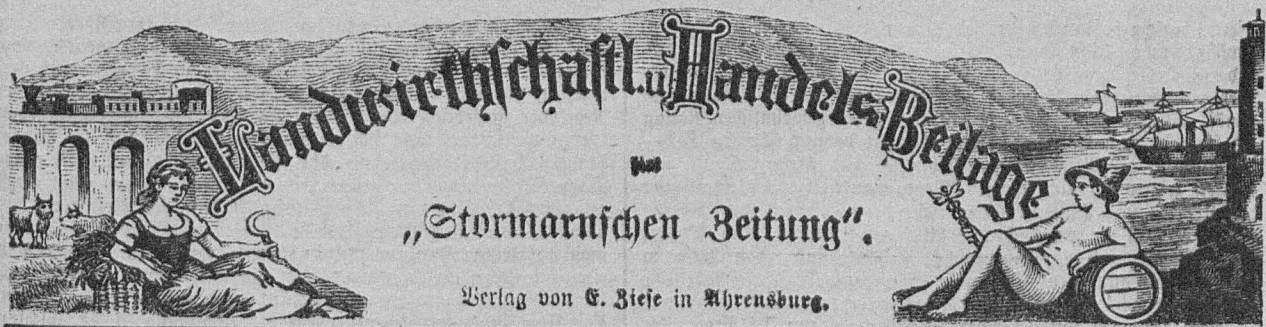 Landwirthschaftl. u. Handels Beilage
zur
„Stormarnschen Zeitung“.
Verlag von E. Ziese in Ahrensburg.